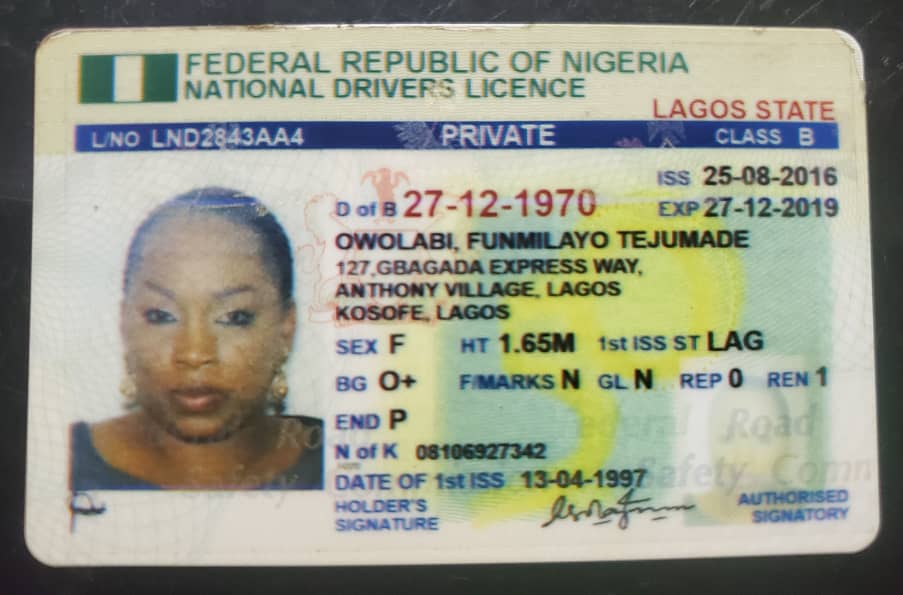 FEDERAL REPUBLIC OF NIGERIA
NATIONAL DRIVERS LICENCE
LAGOS STATE
L/NO LND2843AA4 PRIVATE CLASS B
ISS 25-08-2016
D of B 27-12-1970 EXP 27-12-2019
OWOLABI, FUNMILAYO TEJUMADE
127,GBAGADA EXPRESS WAY,
ANTHONY VILLAGE, LAGOS
KOSOFE, LAGOS
SEX F HT 1.65M 1st ISS ST LAG
BG O+ F/MARKS N GL N REP 0 REN 1
END P
Federal Road
Safety Comm
N of K 08106927342
DATE OF 1st ISS 13-04-1997
HOLDER'S
SIGNATURE
AUTHORISED
SIGNATORY